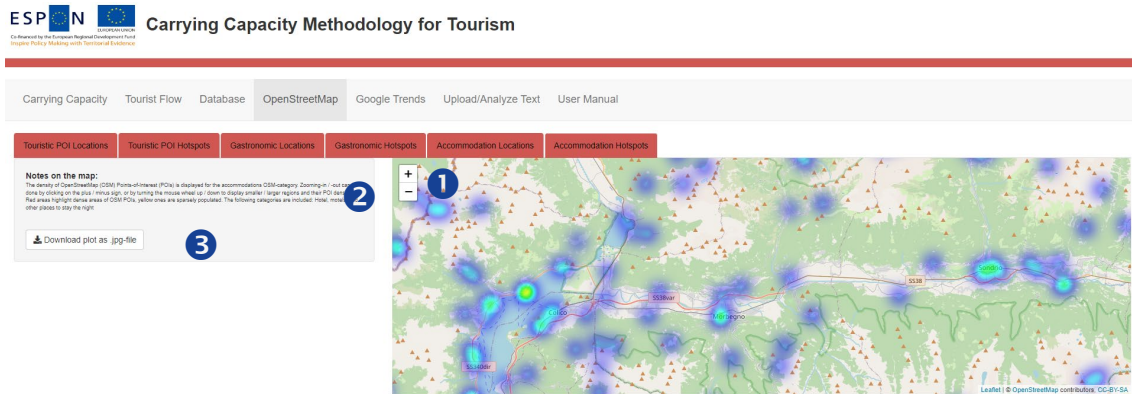 ESPON
EUROPEAN UNION
Co-financed by the European Regional Development Fund
Inspire Policy Making with Territorial Evidence
Carrying Capacity Methodology for Tourism
Carrying Capacity Tourist Flow Database OpenStreetMap Google Trends Upload/Analyze Text User Manual
Touristic POI Locations Touristic POI Hotspots Gastronomic Locations Gastronomic Hotspots Accommodation Locations Accommodation Hotspots
Notes on the map:
The density of OpenStreetMap (OSM) Points-of-Interest (POIs) is displayed for the accommodations OSM-category. Zooming-in / -out ca
done by clicking on the plus / minus sign, or by turning the mouse wheel up / down to display smaller / larger regions and their POI den
Red areas highlight dense areas of OSM POIs, yellow ones are sparsely populated. The following categories are included: Hotel, mote
other places to stay the night
Download plot as .jpg-file
+
−
1
2
3
Sondrio
SS38
SS38var
Morbegno
Colico
SS340dir
Leaflet | © OpenStreetMap contributors, CC-BY-SA